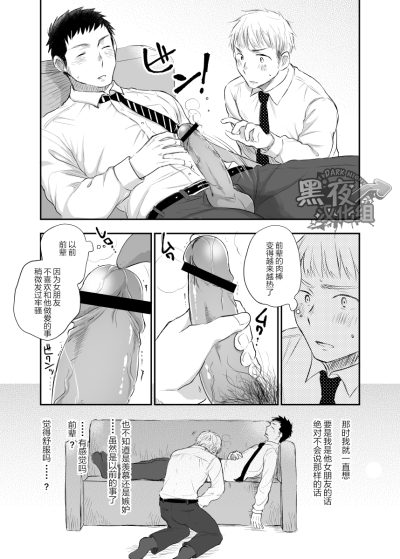 ビン!
DARK
黑夜
汉化组
前辈的肉棒
变得越来越热了
以前
前辈
因为女朋友
不喜欢和他做爱的事
稍微发过牢骚
那时我就一直想
要是我是他女朋友的话
绝对不会说那样的话
也不知道是羡慕还是嫉妒
……虽然是以前的事了
……有感觉吗
前辈?
觉得舒服吗……?